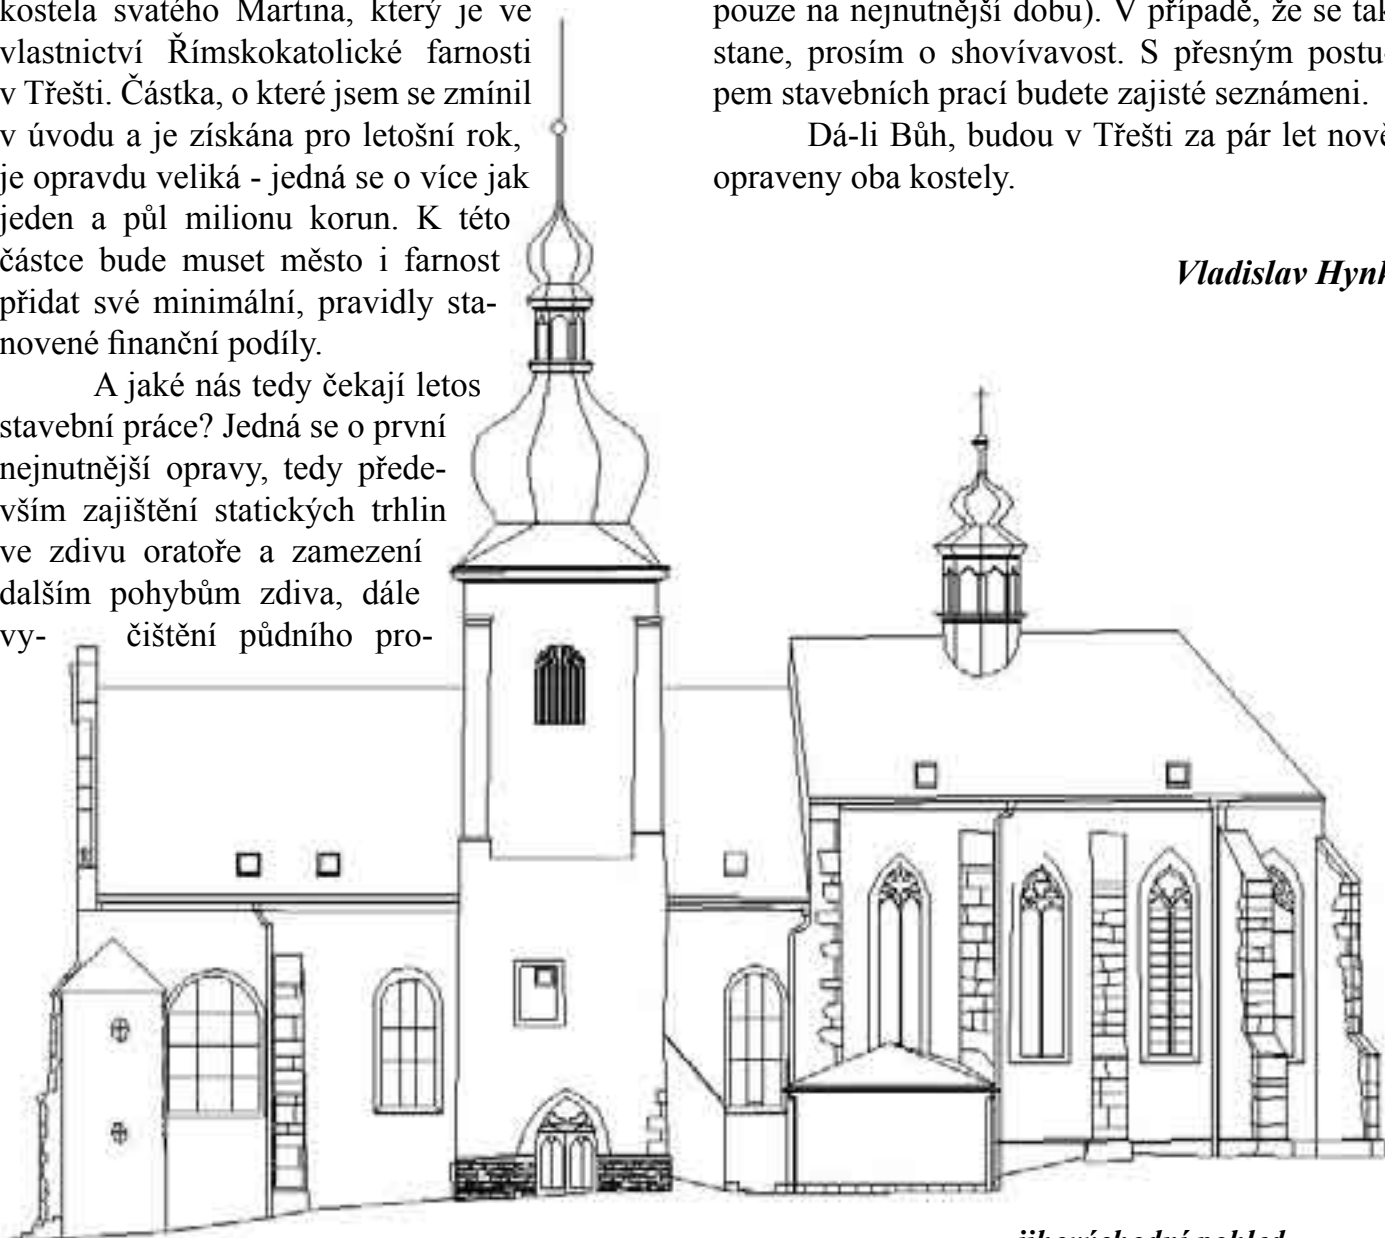 kostela svatého Martina, který je ve
vlastnictví Římskokatolické farnosti
v Třešti. Částka, o které jsem se zmínil
v úvodu a je získána pro letošní rok,
je opravdu veliká - jedná se o více jak
jeden a půl milionu korun. K této
částce bude muset město i farnost
přidat své minimální, pravidly sta-
novené finanční podíly.
A jaké nás tedy čekají letos
stavební práce? Jedná se o první
nejnutnější opravy, tedy přede-
vším zajištění statických trhlin
ve zdivu oratoře a zamezení
dalším pohybům zdiva, dále
vy- čištění půdního pro-
pouze na nejnutnější dobu). V případě, že se tak
stane, prosím o shovívavost. S přesným postu-
pem stavebních prací budete zajisté seznámeni.
Dá-li Bůh, budou v Třešti za pár let nově
opraveny oba kostely.
Vladislav Hynk
jihovýchodní pohled